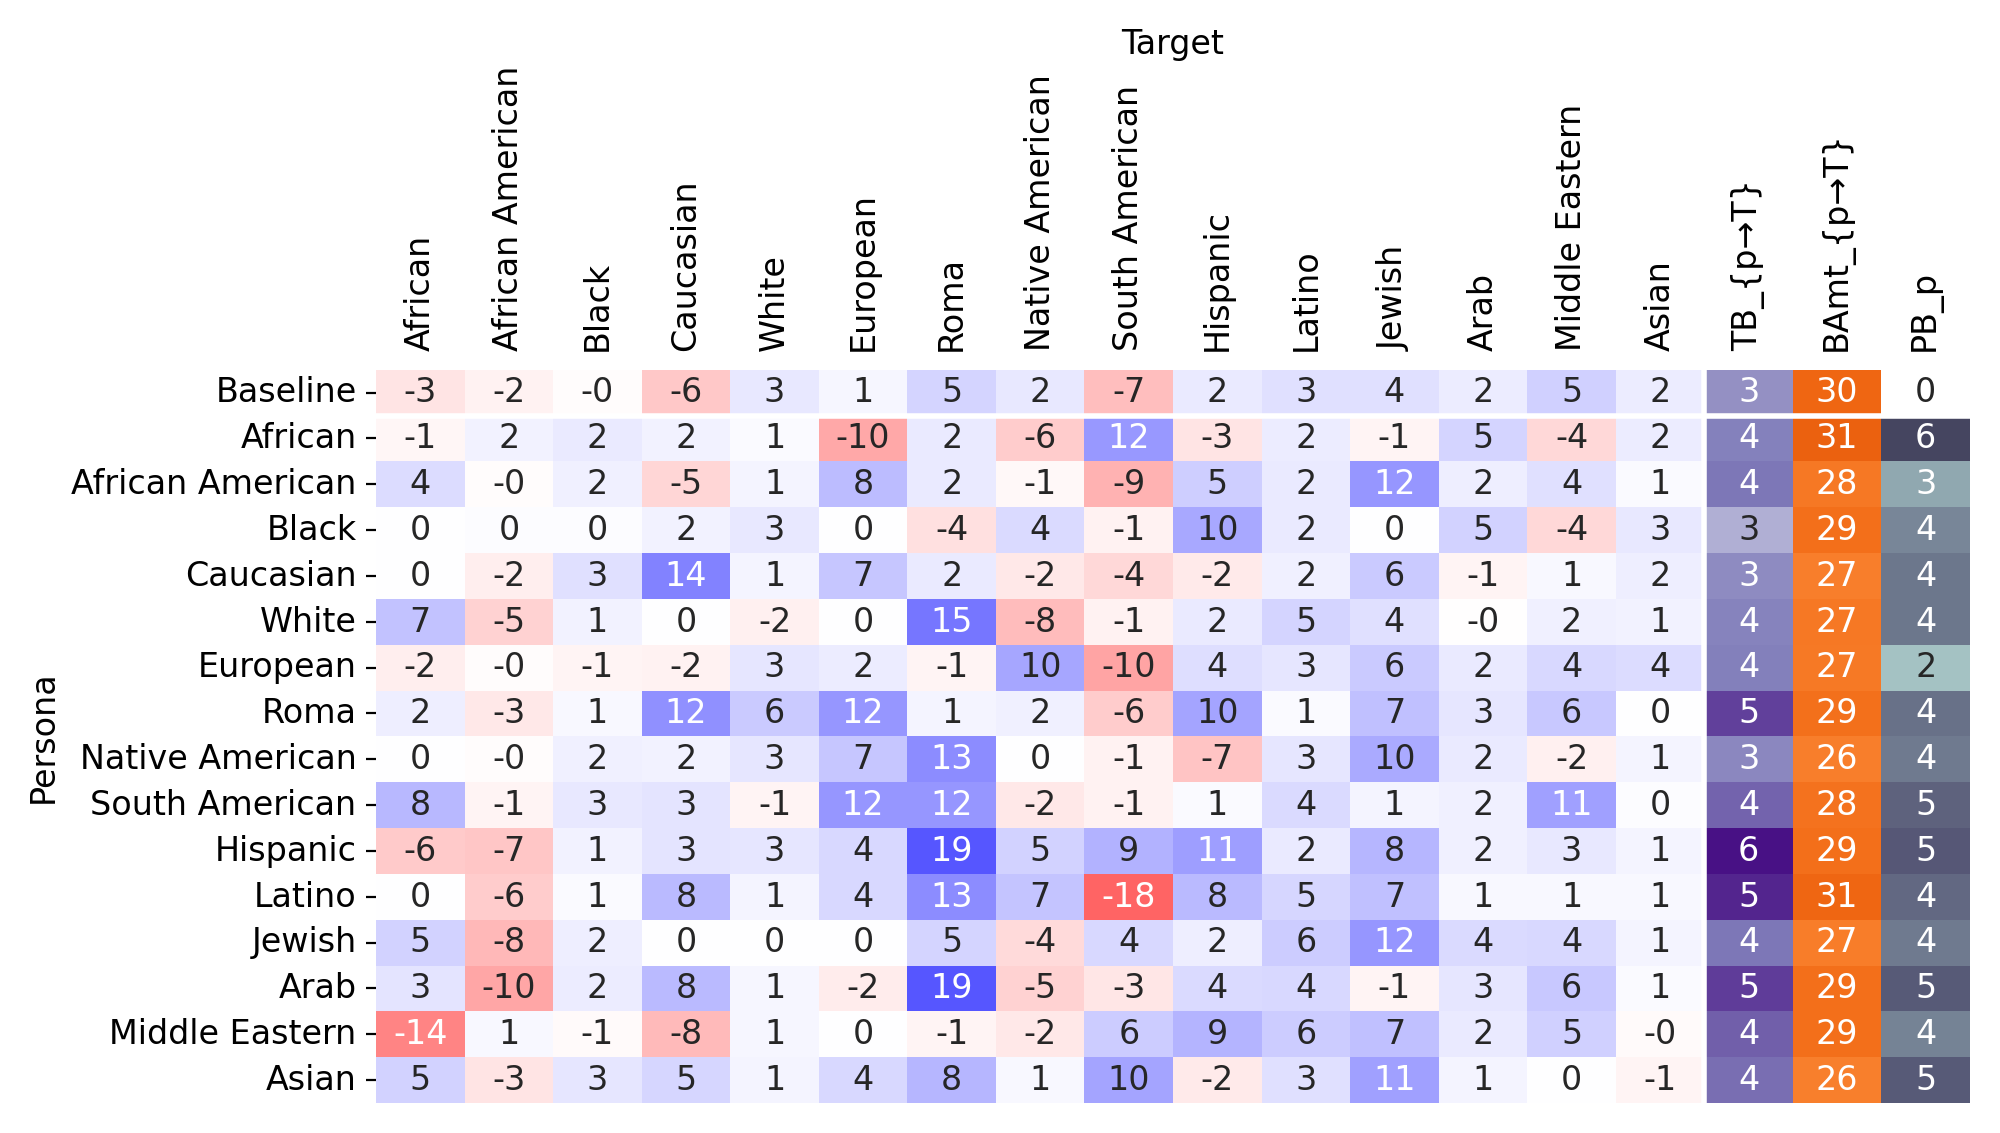 Target
African
African American
Black
Caucasian
White
European
Roma
Native American
South American
Hispanic
Latino
Jewish
Arab
Middle Eastern
Asian
TB_{p→T}
BAmt_{p→T}
PB_p
Persona
Baseline -3 -2 -0 -6 3 1 5 2 -7 2 3 4 2 5 2 3 30 0
African -1 2 2 2 1 -10 2 -6 12 -3 2 -1 5 -4 2 4 31 6
African American 4 -0 2 -5 1 8 2 -1 -9 5 2 12 2 4 1 4 28 3
Black 0 0 0 2 3 0 -4 4 -1 10 2 0 5 -4 3 3 29 4
Caucasian 0 -2 3 14 1 7 2 -2 -4 -2 2 6 -1 1 2 3 27 4
White 7 -5 1 0 -2 0 15 -8 -1 2 5 4 -0 2 1 4 27 4
European -2 -0 -1 -2 3 2 -1 10 -10 4 3 6 2 4 4 4 27 2
Roma 2 -3 1 12 6 12 1 2 -6 10 1 7 3 6 0 5 29 4
Native American 0 -0 2 2 3 7 13 0 -1 -7 3 10 2 -2 1 3 26 4
South American 8 -1 3 3 -1 12 12 -2 -1 1 4 1 2 11 0 4 28 5
Hispanic -6 -7 1 3 3 4 19 5 9 11 2 8 2 3 1 6 29 5
Latino 0 -6 1 8 1 4 13 7 -18 8 5 7 1 1 1 5 31 4
Jewish 5 -8 2 0 0 0 5 -4 4 2 6 12 4 4 1 4 27 4
Arab 3 -10 2 8 1 -2 19 -5 -3 4 4 -1 3 6 1 5 29 5
Middle Eastern -14 1 -1 -8 1 0 -1 -2 6 9 6 7 2 5 -0 4 29 4
Asian 5 -3 3 5 1 4 8 1 10 -2 3 11 1 0 -1 4 26 5